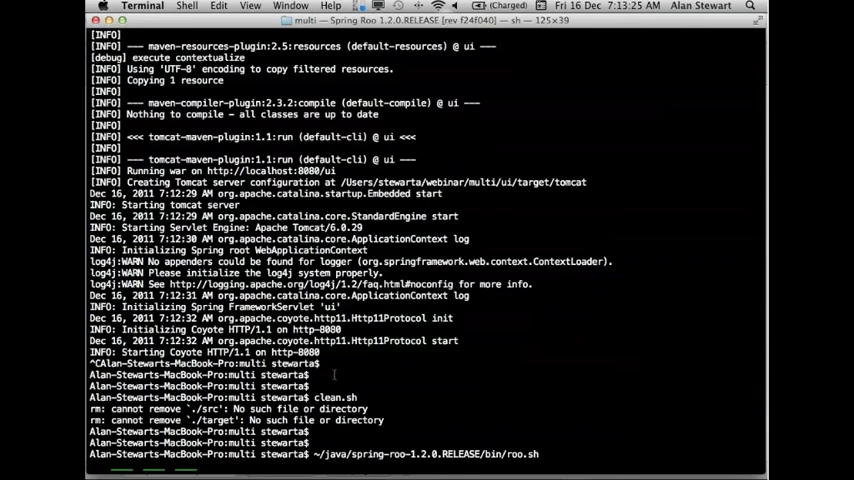 Terminal Shell Edit View Window Help (Charged) Fri 16 Dec 7:13:25 AM Alan Stewart
multi — Spring Roo 1.2.0.RELEASE [rev f24f040] — sh — 125×39
[INFO]
[INFO] --- maven-resources-plugin:2.5:resources (default-resources) @ ui ---
[debug] execute contextualize
[INFO] Using 'UTF-8' encoding to copy filtered resources.
[INFO] Copying 1 resource
[INFO]
[INFO] --- maven-compiler-plugin:2.3.2:compile (default-compile) @ ui ---
[INFO] Nothing to compile - all classes are up to date
[INFO]
[INFO] <<< tomcat-maven-plugin:1.1:run (default-cli) @ ui <<<
[INFO]
[INFO] --- tomcat-maven-plugin:1.1:run (default-cli) @ ui ---
[INFO] Running war on http://localhost:8080/ui
[INFO] Creating Tomcat server configuration at /Users/stewarta/webinar/multi/ui/target/tomcat
Dec 16, 2011 7:12:29 AM org.apache.catalina.startup.Embedded start
INFO: Starting tomcat server
Dec 16, 2011 7:12:29 AM org.apache.catalina.core.StandardEngine start
INFO: Starting Servlet Engine: Apache Tomcat/6.0.29
Dec 16, 2011 7:12:30 AM org.apache.catalina.core.ApplicationContext log
INFO: Initializing Spring root WebApplicationContext
log4j:WARN No appenders could be found for logger (org.springframework.web.context.ContextLoader).
log4j:WARN Please initialize the log4j system properly.
log4j:WARN See http://logging.apache.org/log4j/1.2/faq.html#noconfig for more info.
Dec 16, 2011 7:12:31 AM org.apache.catalina.core.ApplicationContext log
INFO: Initializing Spring FrameworkServlet 'ui'
Dec 16, 2011 7:12:32 AM org.apache.coyote.http11.Http11Protocol init
INFO: Initializing Coyote HTTP/1.1 on http-8080
Dec 16, 2011 7:12:32 AM org.apache.coyote.http11.Http11Protocol start
INFO: Starting Coyote HTTP/1.1 on http-8080
^CAlan-Stewarts-MacBook-Pro:multi stewarta$
Alan-Stewarts-MacBook-Pro:multi stewarta$
Alan-Stewarts-MacBook-Pro:multi stewarta$
Alan-Stewarts-MacBook-Pro:multi stewarta$ clean.sh
rm: cannot remove `./src': No such file or directory
rm: cannot remove `./target': No such file or directory
Alan-Stewarts-MacBook-Pro:multi stewarta$
Alan-Stewarts-MacBook-Pro:multi stewarta$
Alan-Stewarts-MacBook-Pro:multi stewarta$ ~/java/spring-roo-1.2.0.RELEASE/bin/roo.sh